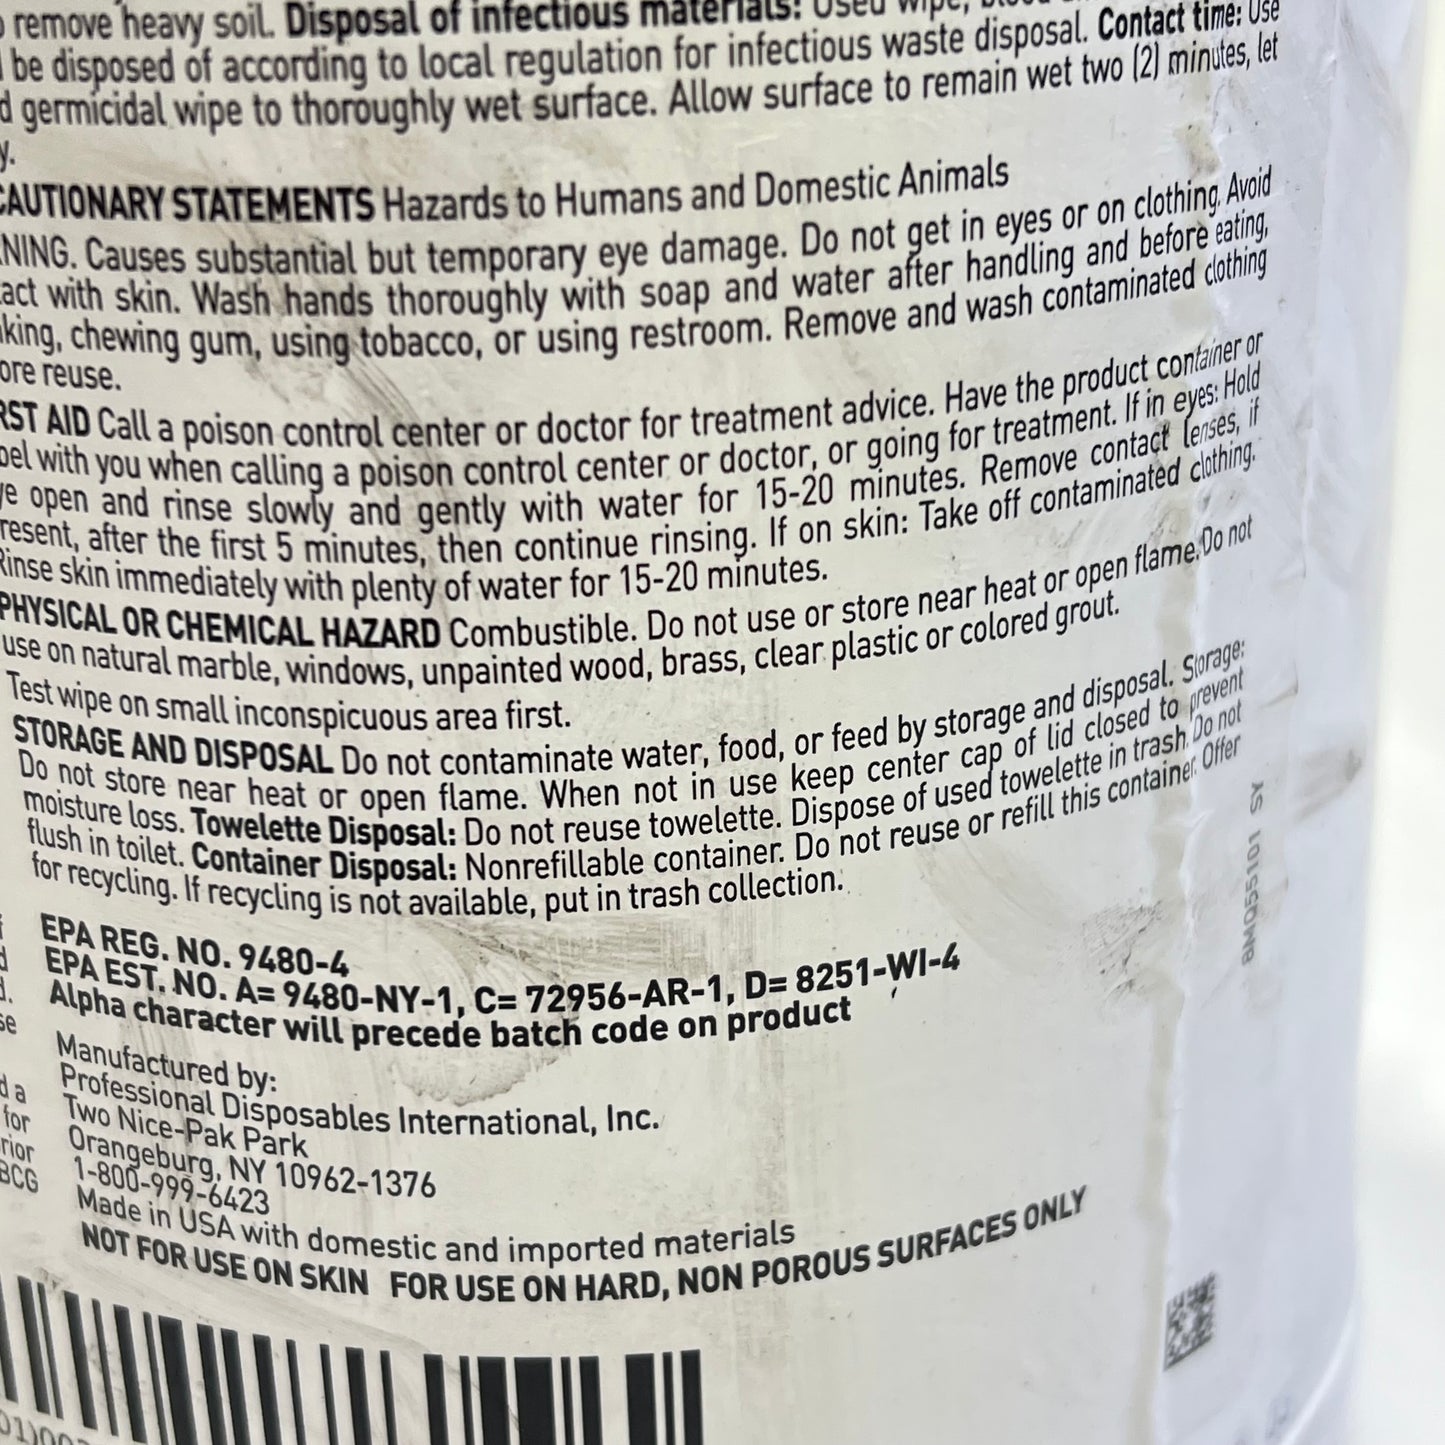 remove heavy soil. Disposal of infectious materials: Used wipe,
be disposed of according to local regulation for infectious waste disposal. Contact time: Use
germicidal wipe to thoroughly wet surface. Allow surface to remain wet two (2) minutes, let
y.
CAUTIONARY STATEMENTS Hazards to Humans and Domestic Animals
NING. Causes substantial but temporary eye damage. Do not get in eyes or on clothing. Avoid
act with skin. Wash hands thoroughly with soap and water after handling and before eating,
king, chewing gum, using tobacco, or using restroom. Remove and wash contaminated clothing
ore reuse.
RST AID Call a poison control center or doctor for treatment advice. Have the product container or
bel with you when calling a poison control center or doctor, or going for treatment. If in eyes: Hold
ye open and rinse slowly and gently with water for 15-20 minutes. Remove contact lenses, if
resent, after the first 5 minutes, then continue rinsing. If on skin: Take off contaminated clothing.
Rinse skin immediately with plenty of water for 15-20 minutes.
PHYSICAL OR CHEMICAL HAZARD Combustible. Do not use or store near heat or open flame. Do not
use on natural marble, windows, unpainted wood, brass, clear plastic or colored grout.
Test wipe on small inconspicuous area first.
STORAGE AND DISPOSAL Do not contaminate water, food, or feed by storage and disposal. Storage:
Do not store near heat or open flame. When not in use keep center cap of lid closed to prevent
moisture loss. Towelette Disposal: Do not reuse towelette. Dispose of used towelette in trash. Do not
flush in toilet. Container Disposal: Nonrefillable container. Do not reuse or refill this container. Offer
for recycling. If recycling is not available, put in trash collection.
EPA REG. NO. 9480-4
EPA EST. NO. A= 9480-NY-1, C= 72956-AR-1, D= 8251-WI-4
Alpha character will precede batch code on product
Manufactured by:
Professional Disposables International, Inc.
Two Nice-Pak Park
Orangeburg, NY 10962-1376
1-800-999-6423
Made in USA with domestic and imported materials
NOT FOR USE ON SKIN FOR USE ON HARD, NON POROUS SURFACES ONLY
d.
se
d a
for
rior
BCG
8MQ55101 SY